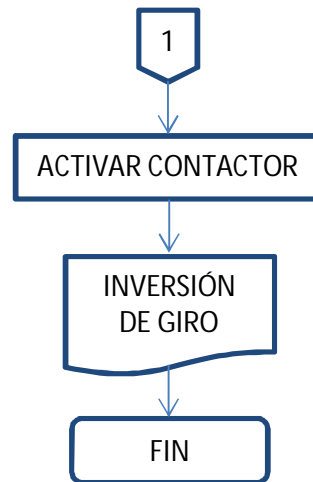 1
ACTIVAR CONTACTOR
INVERSIÓN
DE GIRO
FIN